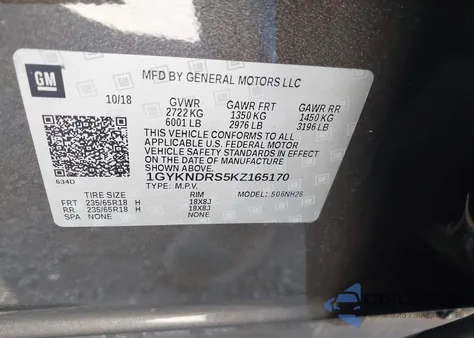 GM
MFD BY GENERAL MOTORS LLC
10/18 GVWR GAWR FRT GAWR RR
2722 KG 1350 KG 1450 KG
6001 LB 2976 LB 3196 LB
THIS VEHICLE CONFORMS TO ALL
APPLICABLE U.S. FEDERAL MOTOR
VEHICLE SAFETY STANDARDS IN
EFFECT ON THE DATE OF
MANUFACTURE SHOWN ABOVE.
1GYKNDRS5KZ165170
634D TYPE: M.P.V. MODEL: 506NH26
TIRE SIZE RIM
FRT 235/65R18 H 18X8J
RR 235/65R18 H 18X8J
SPA NONE NONE